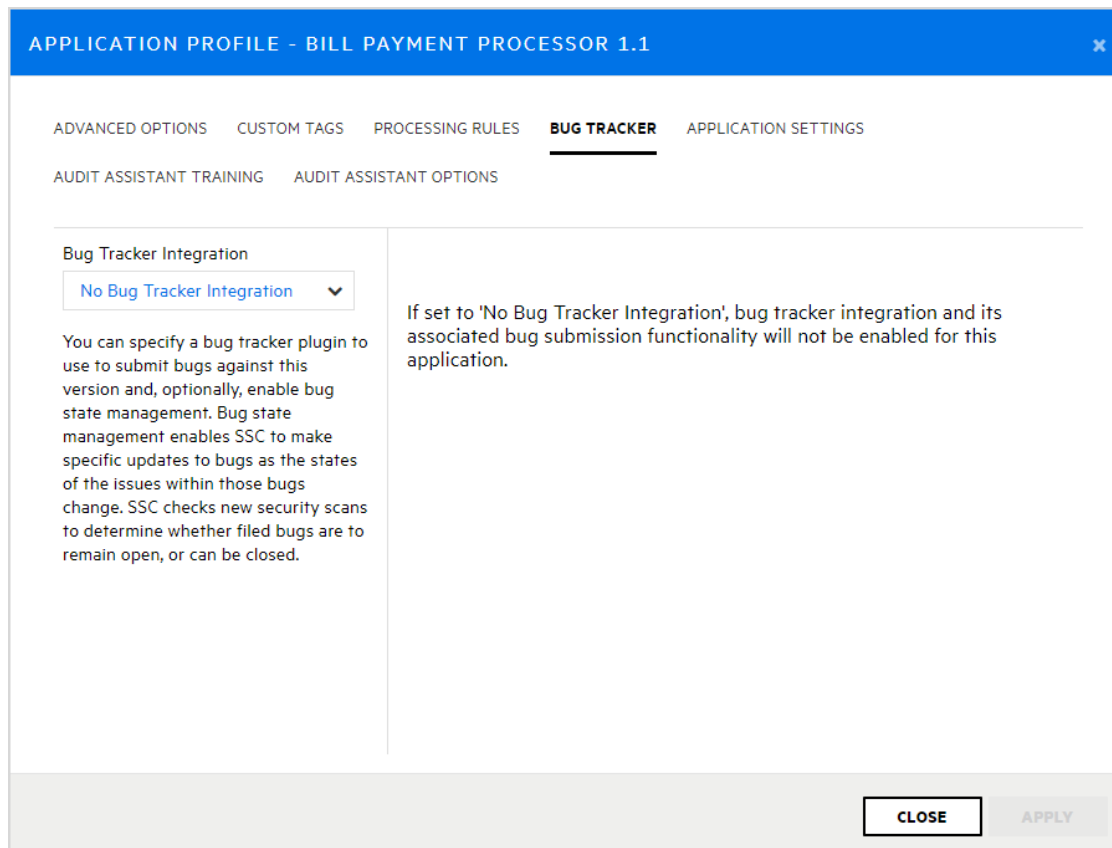 APPLICATION PROFILE - BILL PAYMENT PROCESSOR 1.1
ADVANCED OPTIONS CUSTOM TAGS PROCESSING RULES BUG TRACKER APPLICATION SETTINGS
AUDIT ASSISTANT TRAINING AUDIT ASSISTANT OPTIONS
Bug Tracker Integration
No Bug Tracker Integration
You can specify a bug tracker plugin to
use to submit bugs against this
version and, optionally, enable bug
state management. Bug state
management enables SSC to make
specific updates to bugs as the states
of the issues within those bugs
change. SSC checks new security scans
to determine whether filed bugs are to
remain open, or can be closed.
If set to 'No Bug Tracker Integration', bug tracker integration and its
associated bug submission functionality will not be enabled for this
application.
CLOSE APPLY